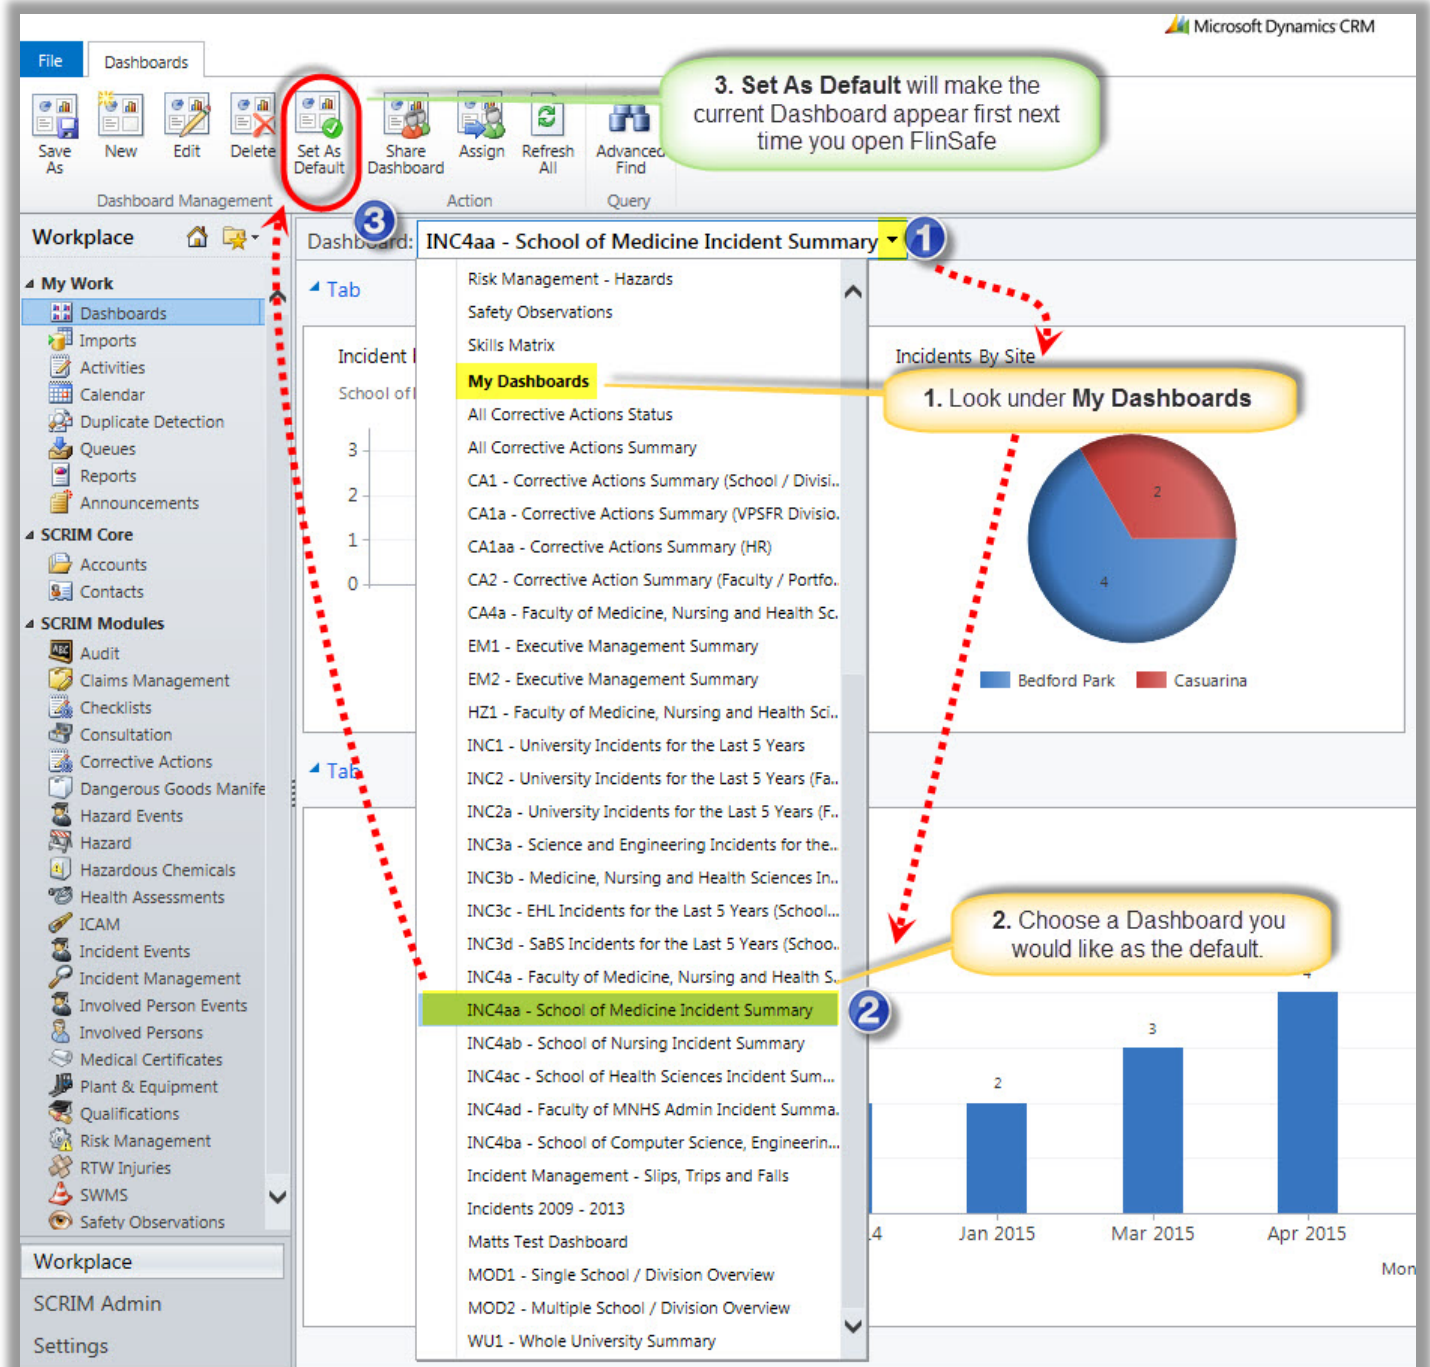 Microsoft Dynamics CRM
File
Dashboards
Save As
New
Edit
Delete
Set As Default
Share Dashboard
Assign
Refresh All
Advanced Find
Dashboard Management
Action
Query
3. Set As Default will make the
current Dashboard appear first next
time you open FlinSafe
Workplace
3
Dashboard:
INC4aa - School of Medicine Incident Summary
1
My Work
Dashboards
Imports
Activities
Calendar
Duplicate Detection
Queues
Reports
Announcements
SCRIM Core
Accounts
Contacts
SCRIM Modules
Audit
Claims Management
Checklists
Consultation
Corrective Actions
Dangerous Goods Manife
Hazard Events
Hazard
Hazardous Chemicals
Health Assessments
ICAM
Incident Events
Incident Management
Involved Person Events
Involved Persons
Medical Certificates
Plant & Equipment
Qualifications
Risk Management
RTW Injuries
SWMS
Safety Observations
Workplace
SCRIM Admin
Settings
Tab
Incident
School of
3
2
1
0
Tab
Risk Management - Hazards
Safety Observations
Skills Matrix
My Dashboards
All Corrective Actions Status
All Corrective Actions Summary
CA1 - Corrective Actions Summary (School / Divisi..
CA1a - Corrective Actions Summary (VPSFR Divisio.
CA1aa - Corrective Actions Summary (HR)
CA2 - Corrective Action Summary (Faculty / Portfo..
CA4a - Faculty of Medicine, Nursing and Health Sc.
EM1 - Executive Management Summary
EM2 - Executive Management Summary
HZ1 - Faculty of Medicine, Nursing and Health Sci..
INC1 - University Incidents for the Last 5 Years
INC2 - University Incidents for the Last 5 Years (Fa..
INC2a - University Incidents for the Last 5 Years (F..
INC3a - Science and Engineering Incidents for the..
INC3b - Medicine, Nursing and Health Sciences In..
INC3c - EHL Incidents for the Last 5 Years (School...
INC3d - SaBS Incidents for the Last 5 Years (Schoo..
INC4a - Faculty of Medicine, Nursing and Health S..
INC4aa - School of Medicine Incident Summary
2
INC4ab - School of Nursing Incident Summary
INC4ac - School of Health Sciences Incident Sum...
INC4ad - Faculty of MNHS Admin Incident Summa.
INC4ba - School of Computer Science, Engineerin...
Incident Management - Slips, Trips and Falls
Incidents 2009 - 2013
Matts Test Dashboard
MOD1 - Single School / Division Overview
MOD2 - Multiple School / Division Overview
WU1 - Whole University Summary
Incidents By Site
1. Look under My Dashboards
2
4
Bedford Park
Casuarina
2. Choose a Dashboard you
would like as the default.
4
3
2
4
Jan 2015
Mar 2015
Apr 2015
Mon